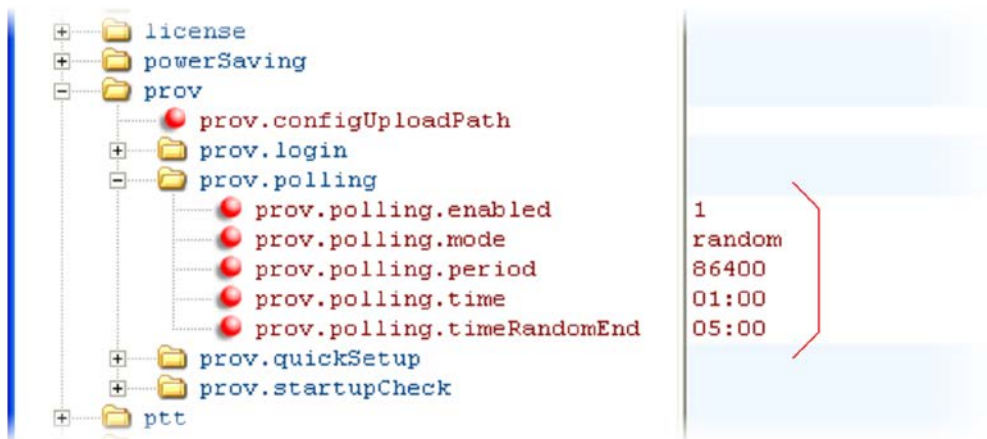 license
powerSaving
prov
prov.configUploadPath
prov.login
prov.polling
prov.polling.enabled 1
prov.polling.mode random
prov.polling.period 86400
prov.polling.time 01:00
prov.polling.timeRandomEnd 05:00
prov.quickSetup
prov.startupCheck
ptt